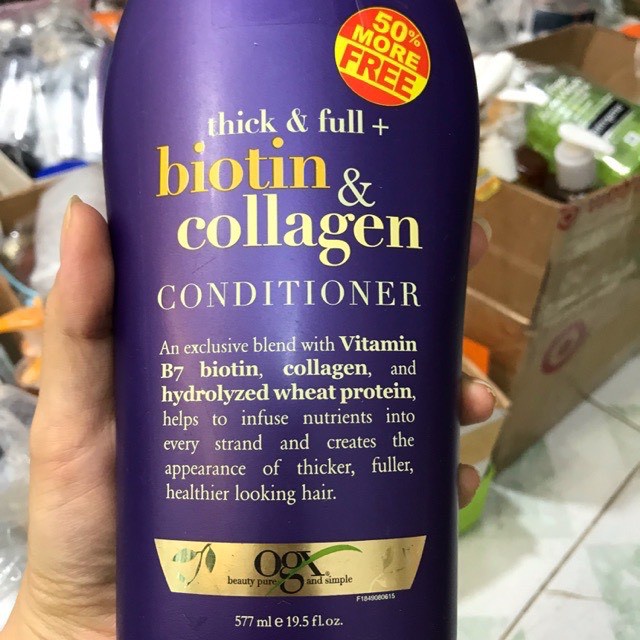 50%
MORE
FREE
thick & full +
biotin &
collagen
CONDITIONER
An exclusive blend with Vitamin
B7 biotin, collagen, and
hydrolyzed wheat protein,
helps to infuse nutrients into
every strand and creates the
appearance of thicker, fuller,
healthier looking hair.
ogx®
beauty pure and simple
F1849080615
577 ml e 19.5 fl.oz.